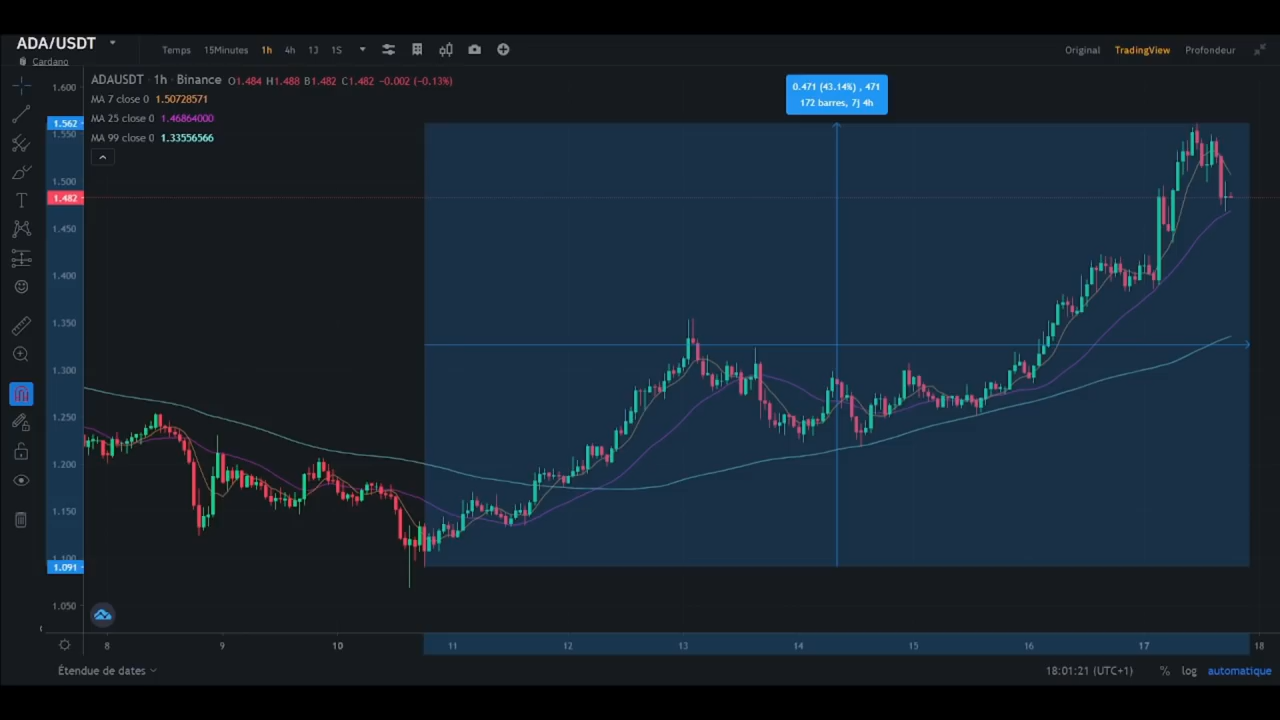 ADA/USDT
Cardano
Temps 15Minutes 1h 4h 1J 1S
Original TradingView Profondeur
ADAUSDT · 1h · Binance O1.484 H1.488 B1.482 C1.482 −0.002 (−0.13%)
MA 7 close 0 1.50728571
MA 25 close 0 1.46864000
MA 99 close 0 1.33556566
0.471 (43.14%) , 471
172 barres, 7j 4h
1.600
1.562
1.550
1.500
1.482
1.450
1.400
1.350
1.300
1.250
1.200
1.150
1.100
1.091
1.050
8 9 10 11 12 13 14 15 16 17 18
Étendue de dates
18:01:21 (UTC+1) % log automatique